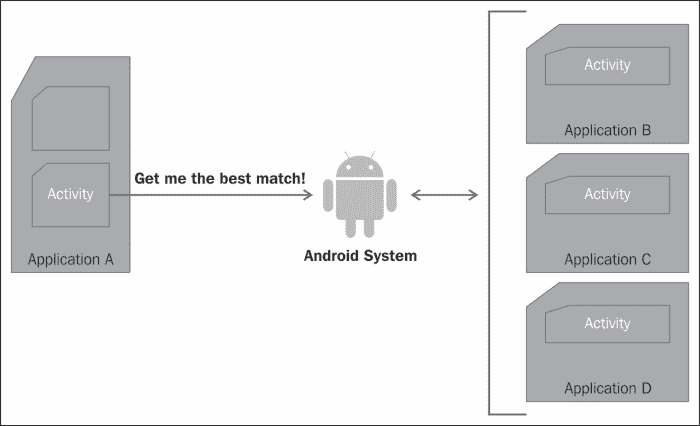 Activity
Application A
Get me the best match!
Android System
Activity
Application B
Activity
Application C
Activity
Application D